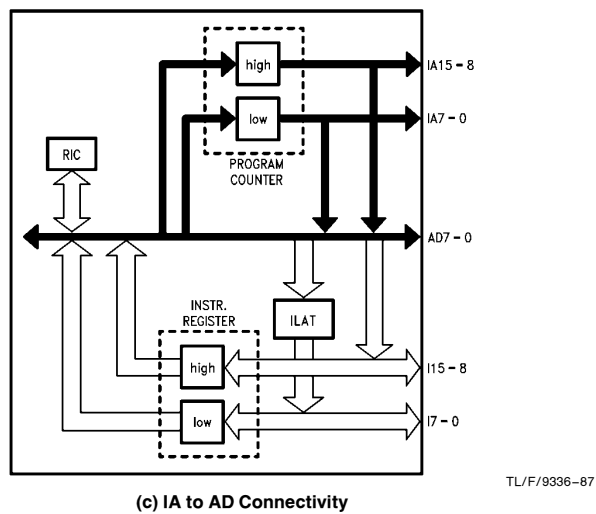 high
IA15 – 8
low
IA7 – 0
RIC
PROGRAM
COUNTER
AD7 – 0
INSTR.
REGISTER
ILAT
high
I15 – 8
low
I7 – 0
TL/F/9336–87
(c) IA to AD Connectivity